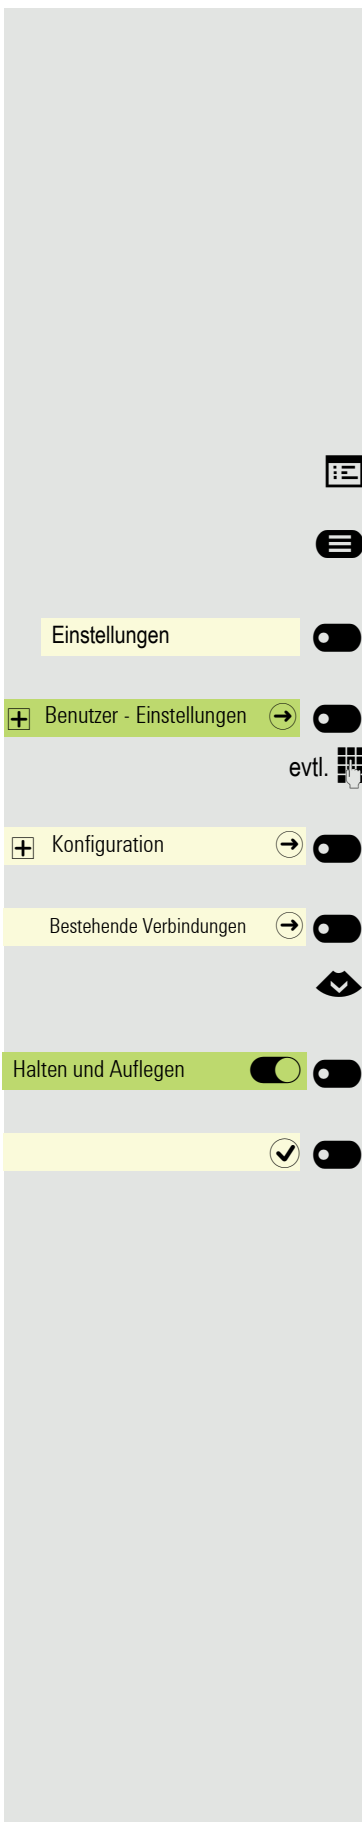 Einstellungen
Benutzer - Einstellungen
evtl.
Konfiguration
Bestehende Verbindungen
Halten und Auflegen